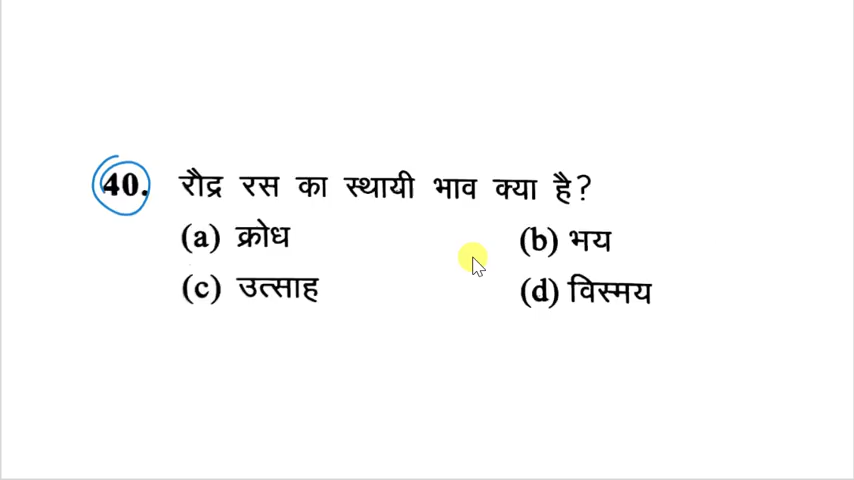 40. रौद्र रस का स्थायी भाव क्या है?
(a) क्रोध (b) भय
(c) उत्साह (d) विस्मय